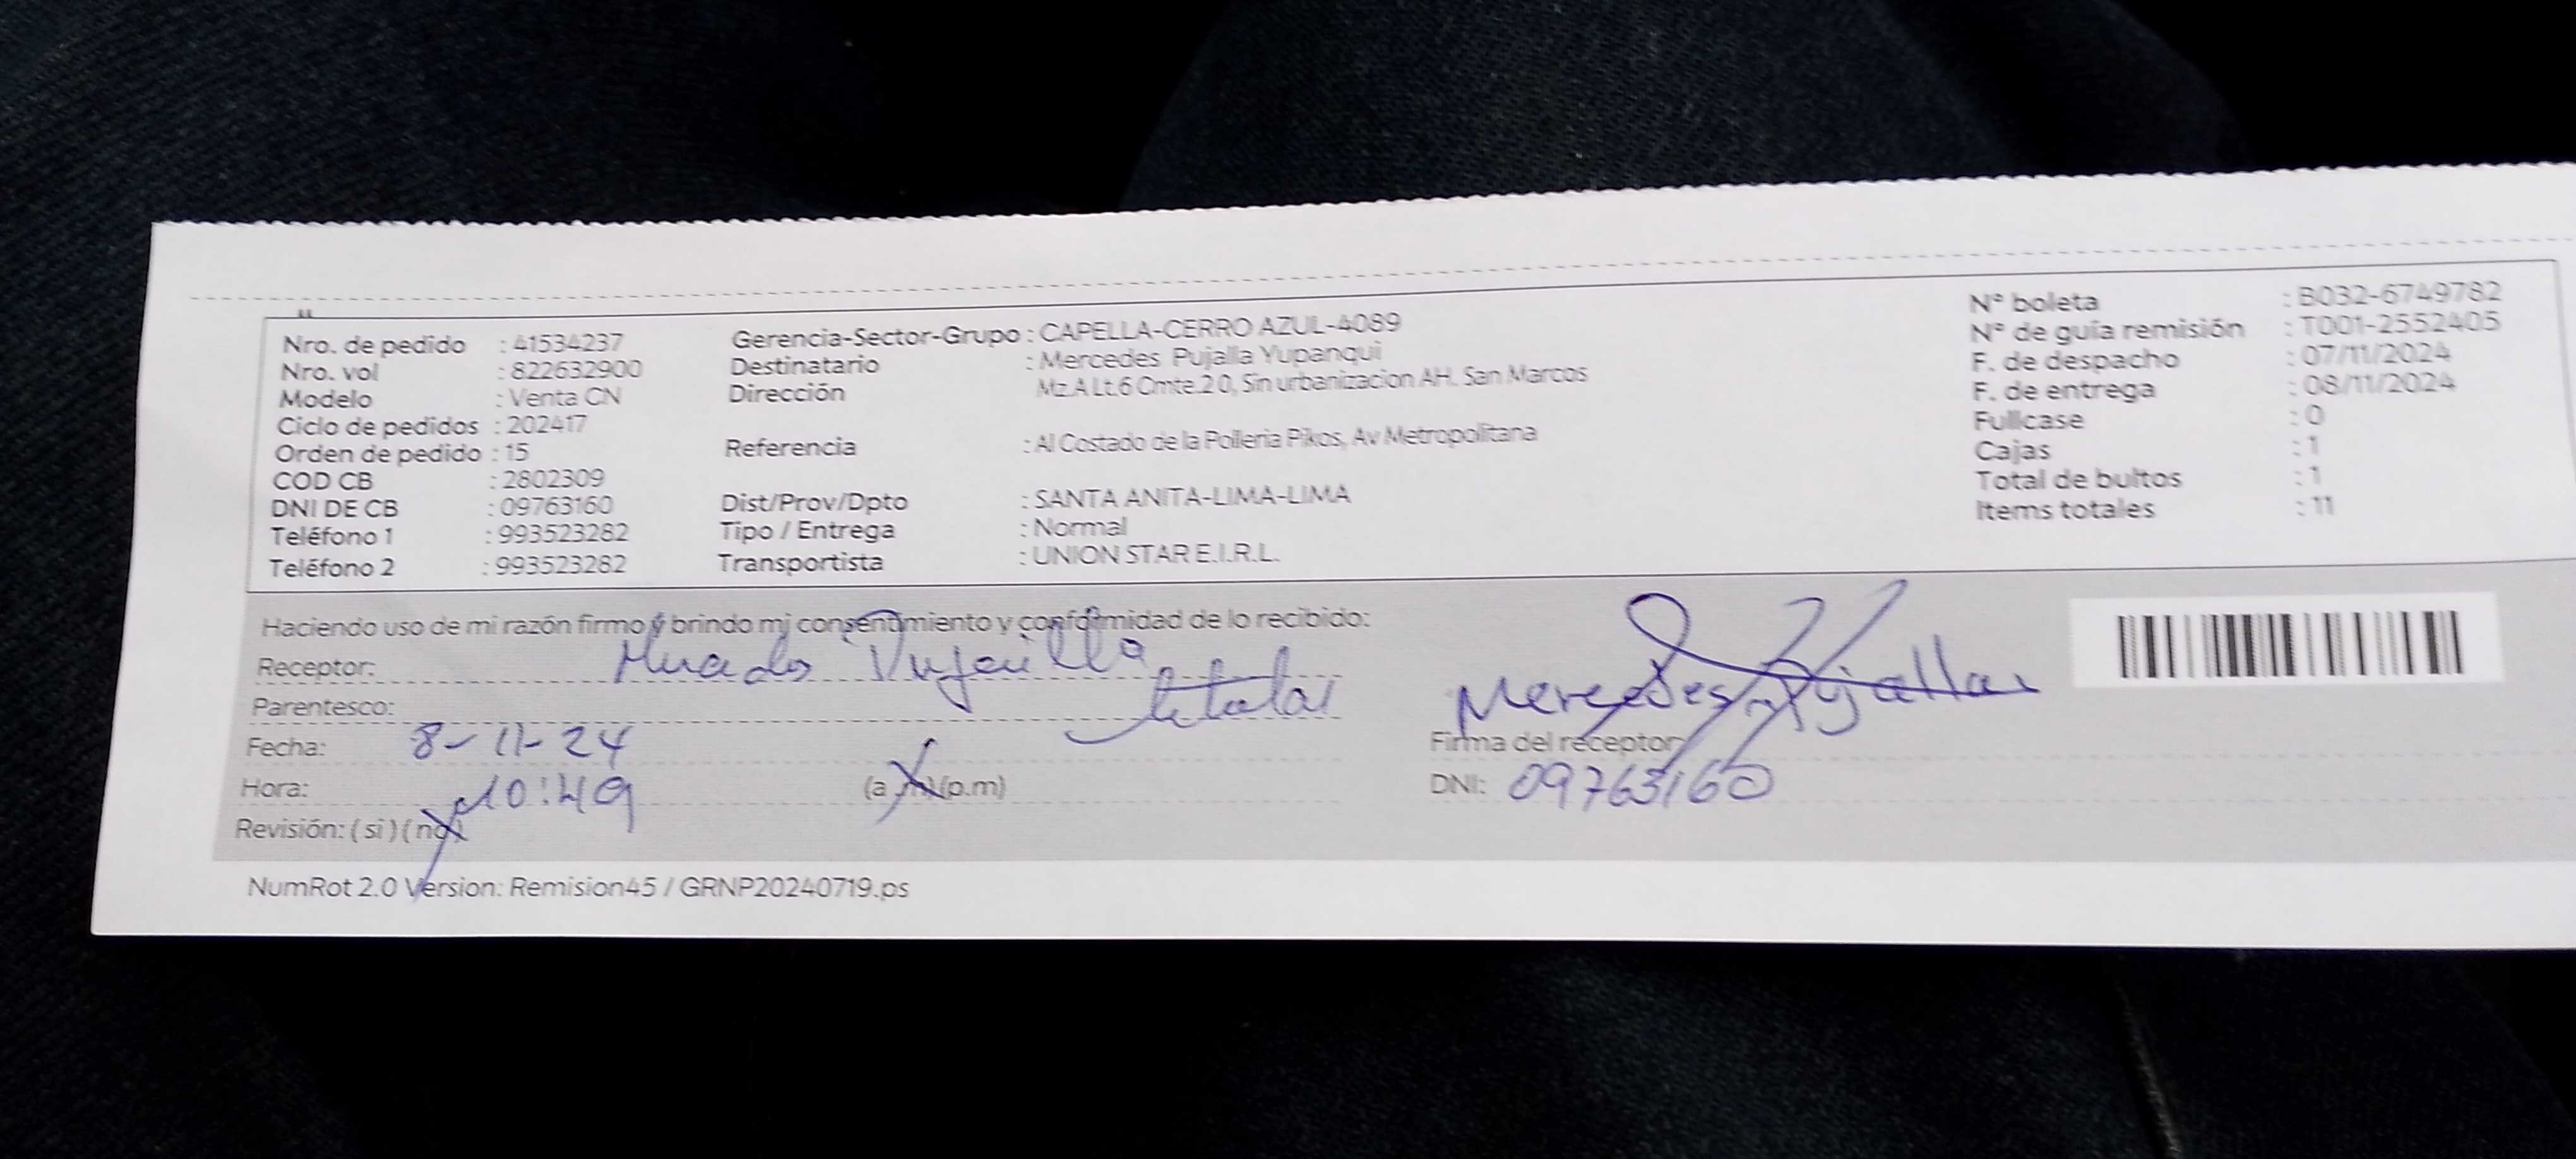 Nro. de pedido : 41534237
Nro. vol : 822632900
Modelo : Venta CN
Ciclo de pedidos : 202417
Orden de pedido : 15
COD CB : 2802309
DNI DE CB : 09763160
Teléfono 1 : 993523282
Teléfono 2 : 993523282
Gerencia-Sector-Grupo : CAPELLA-CERRO AZUL-4089
Destinatario : Mercedes Pujalla Yupanqui
Dirección Mz.A Lt.6 Cmte.20, Sin urbanizacion AH. San Marcos
Referencia : Al Costado de la Polleria Pikos, Av Metropolitana
Dist/Prov/Dpto : SANTA ANITA-LIMA-LIMA
Tipo / Entrega : Normal
Transportista : UNION STAR E.I.R.L.
N° boleta : B032-6749782
N° de guía remisión : T001-2552405
F. de despacho : 07/11/2024
F. de entrega : 08/11/2024
Fullcase : 0
Cajas : 1
Total de bultos : 1
Items totales : 11
Haciendo uso de mi razón firmo y brindo mi consentimiento y conformidad de lo recibido:
Receptor: Pujailla
Parentesco: titular
Fecha: 8-11-24
Hora: 10:49 (a.m)(p.m)
Revisión: (si)(no)
Mercedes Pujalla
Firma del receptor
DNI: 09763160
NumRot 2.0 Version: Remision45 / GRNP20240719.ps